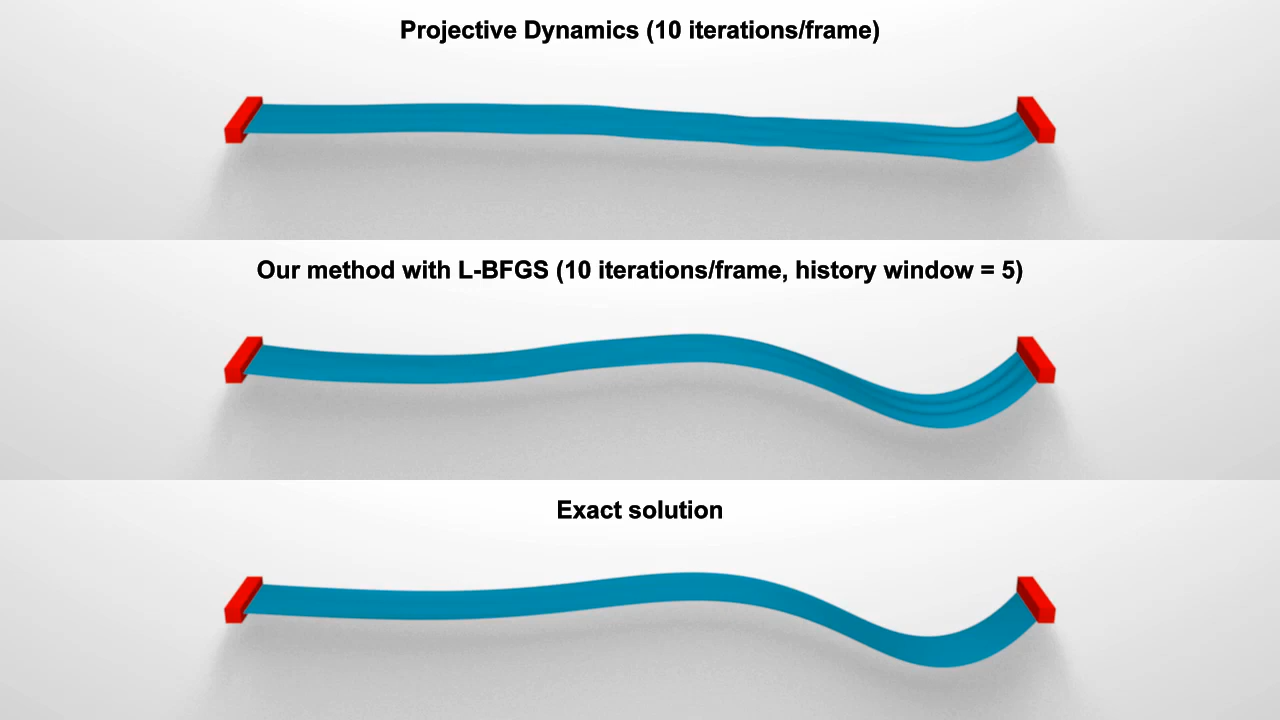 Projective Dynamics (10 iterations/frame)
Our method with L-BFGS (10 iterations/frame, history window = 5)
Exact solution